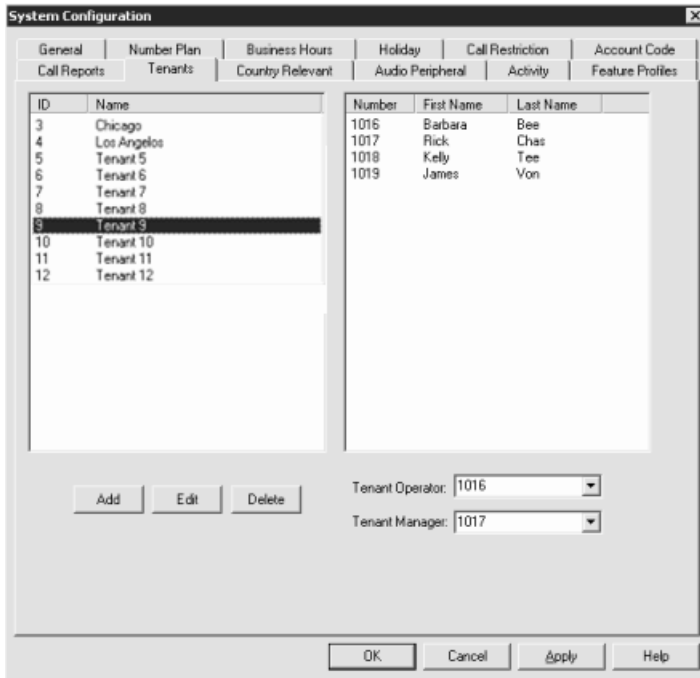 System Configuration
General Number Plan Business Hours Holiday Call Restriction Account Code
Call Reports Tenants Country Relevant Audio Peripheral Activity Feature Profiles
ID Name
3 Chicago
4 Los Angelos
5 Tenant 5
6 Tenant 6
7 Tenant 7
8 Tenant 8
9 Tenant 9
10 Tenant 10
11 Tenant 11
12 Tenant 12
Number First Name Last Name
1016 Barbara Bee
1017 Rick Chas
1018 Kelly Tee
1019 James Von
Add Edit Delete
Tenant Operator: 1016
Tenant Manager: 1017
OK Cancel Apply Help